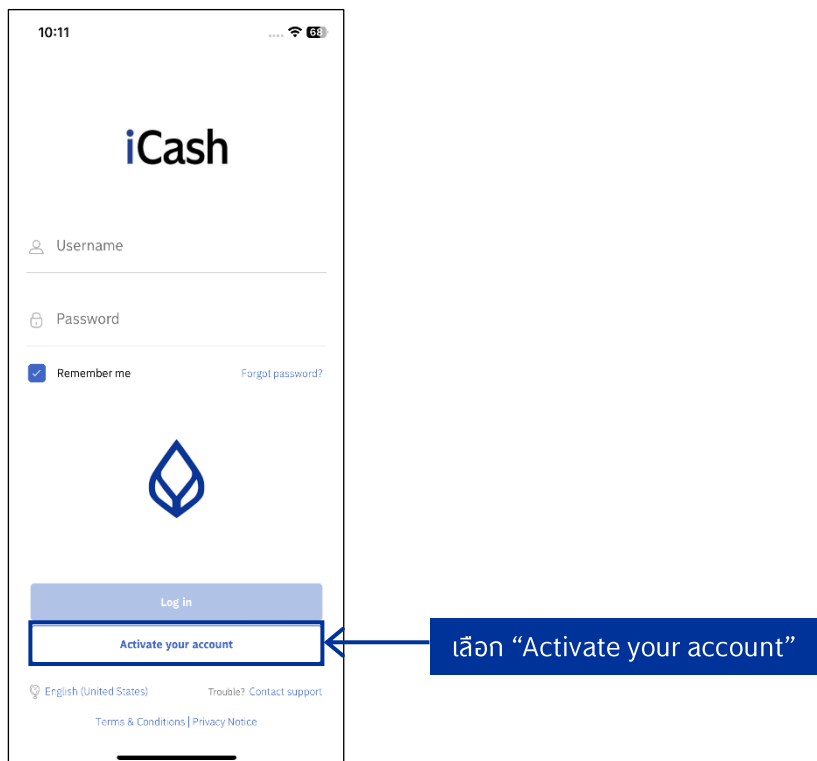 10:11
68
iCash
Username
Password
Remember me
Forgot password?
Log in
Activate your account
เลือก “Activate your account”
English (United States)
Trouble? Contact support
Terms & Conditions | Privacy Notice